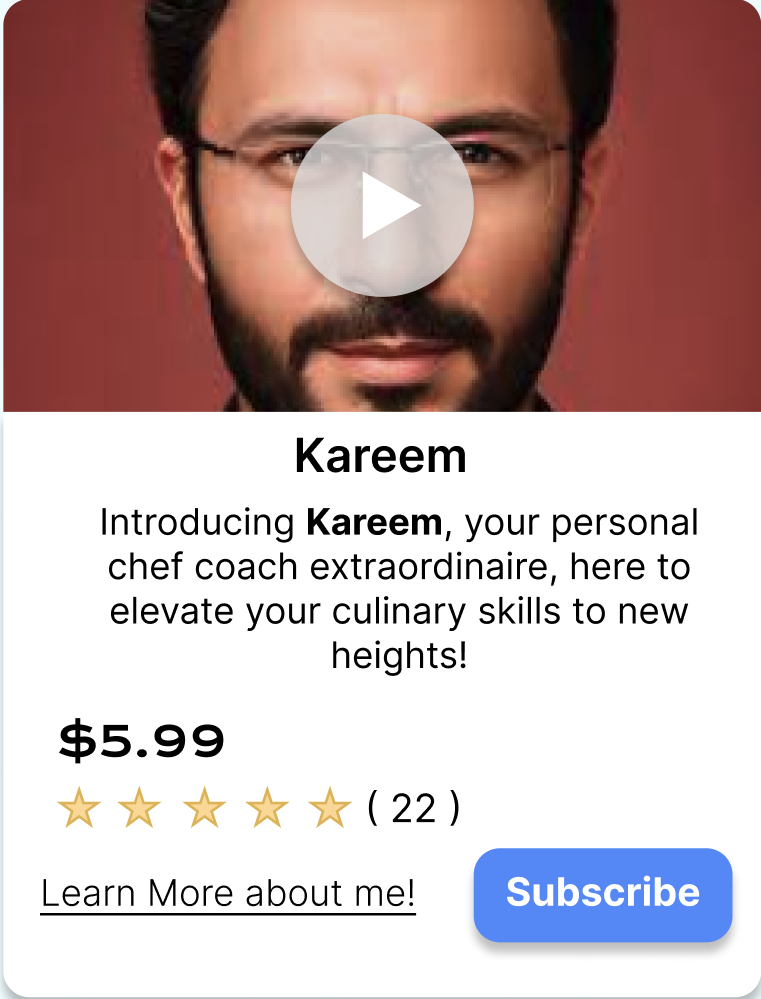 Kareem
Introducing Kareem, your personal
chef coach extraordinaire, here to
elevate your culinary skills to new
heights!
$5.99
( 22 )
Learn More about me!
Subscribe